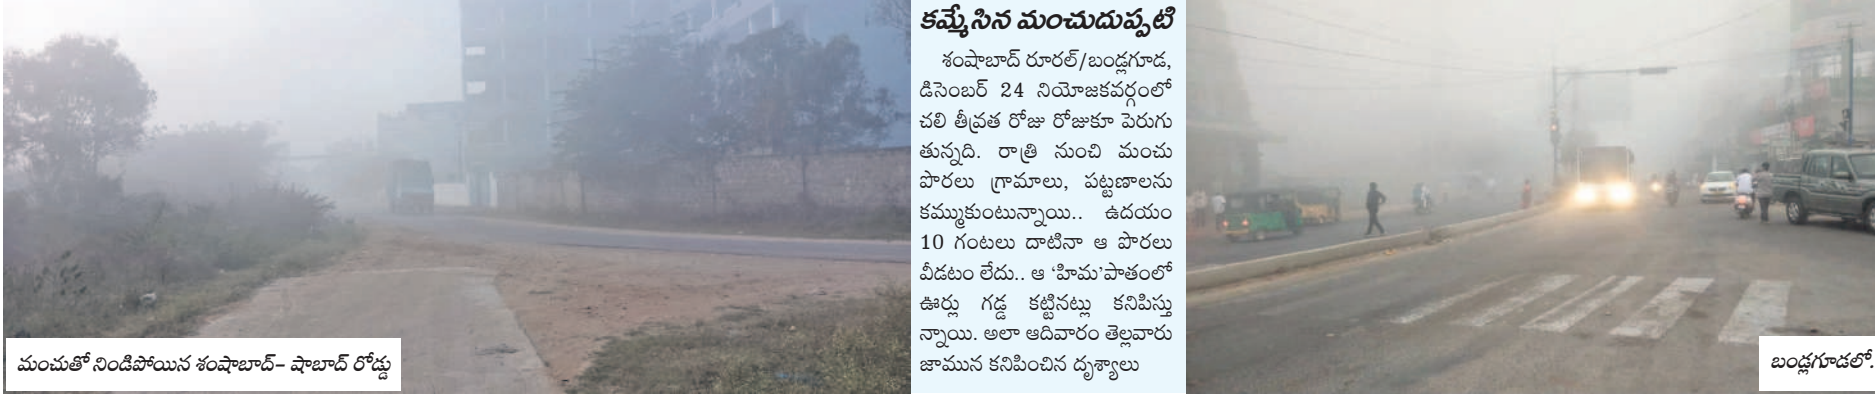 కమ్మేసిన మంచుదుప్పటి
శంషాబాద్ రూరల్/బండ్లగూడ,
డిసెంబర్ 24 నియోజకవర్గంలో
చలి తీవ్రత రోజు రోజుకూ పెరుగు
తున్నది. రాత్రి నుంచి మంచు
పొరలు గ్రామాలు, పట్టణాలను
కమ్ముకుంటున్నాయి.. ఉదయం
10 గంటలు దాటినా ఆ పొరలు
వీడటం లేదు.. ఆ ‘హిమ’పాతంలో
ఊర్లు గడ్డ కట్టినట్లు కనిపిస్తు
న్నాయి. అలా ఆదివారం తెల్లవారు
జామున కనిపించిన దృశ్యాలు
మంచుతో నిండిపోయిన శంషాబాద్– షాబాద్ రోడ్డు
బండ్లగూడలో..